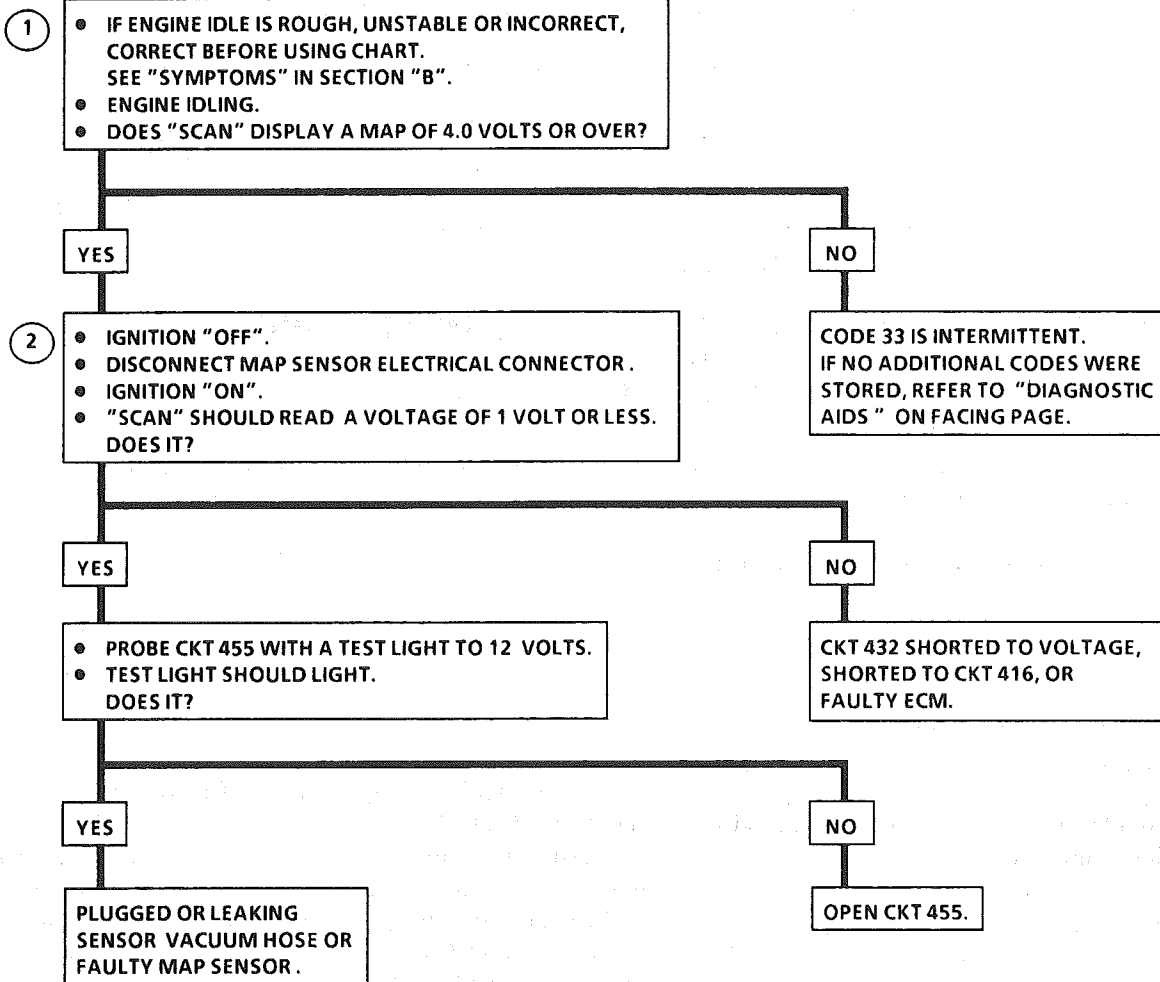 1
• IF ENGINE IDLE IS ROUGH, UNSTABLE OR INCORRECT,
CORRECT BEFORE USING CHART.
SEE "SYMPTOMS" IN SECTION "B".
• ENGINE IDLING.
• DOES "SCAN" DISPLAY A MAP OF 4.0 VOLTS OR OVER?
YES
NO
2
• IGNITION "OFF".
• DISCONNECT MAP SENSOR ELECTRICAL CONNECTOR.
• IGNITION "ON".
• "SCAN" SHOULD READ A VOLTAGE OF 1 VOLT OR LESS.
DOES IT?
CODE 33 IS INTERMITTENT.
IF NO ADDITIONAL CODES WERE
STORED, REFER TO "DIAGNOSTIC
AIDS" ON FACING PAGE.
YES
NO
• PROBE CKT 455 WITH A TEST LIGHT TO 12 VOLTS.
• TEST LIGHT SHOULD LIGHT.
DOES IT?
CKT 432 SHORTED TO VOLTAGE,
SHORTED TO CKT 416, OR
FAULTY ECM.
YES
NO
PLUGGED OR LEAKING
SENSOR VACUUM HOSE OR
FAULTY MAP SENSOR.
OPEN CKT 455.